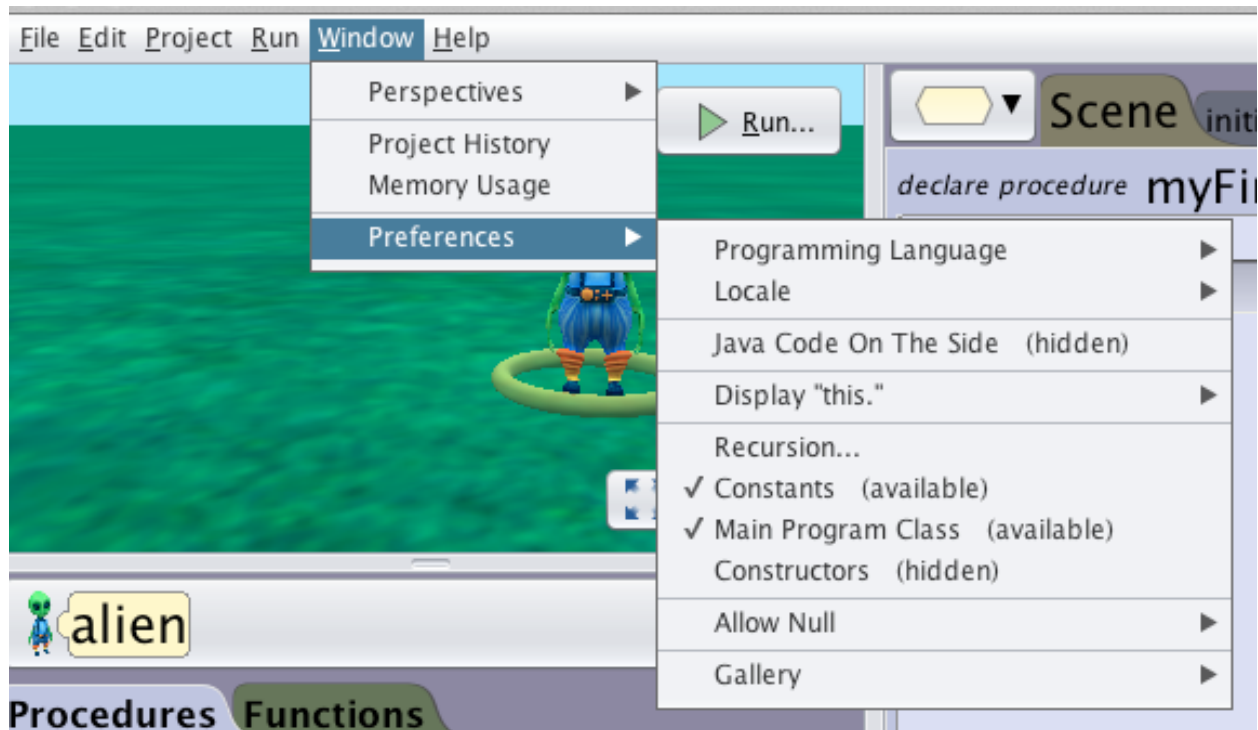 File Edit Project Run Window Help
Perspectives
Project History
Memory Usage
Preferences
Run...
Scene
declare procedure
Programming Language
Locale
Java Code On The Side (hidden)
Display "this."
Recursion...
✓ Constants (available)
✓ Main Program Class (available)
Constructors (hidden)
Allow Null
Gallery
alien
Procedures Functions